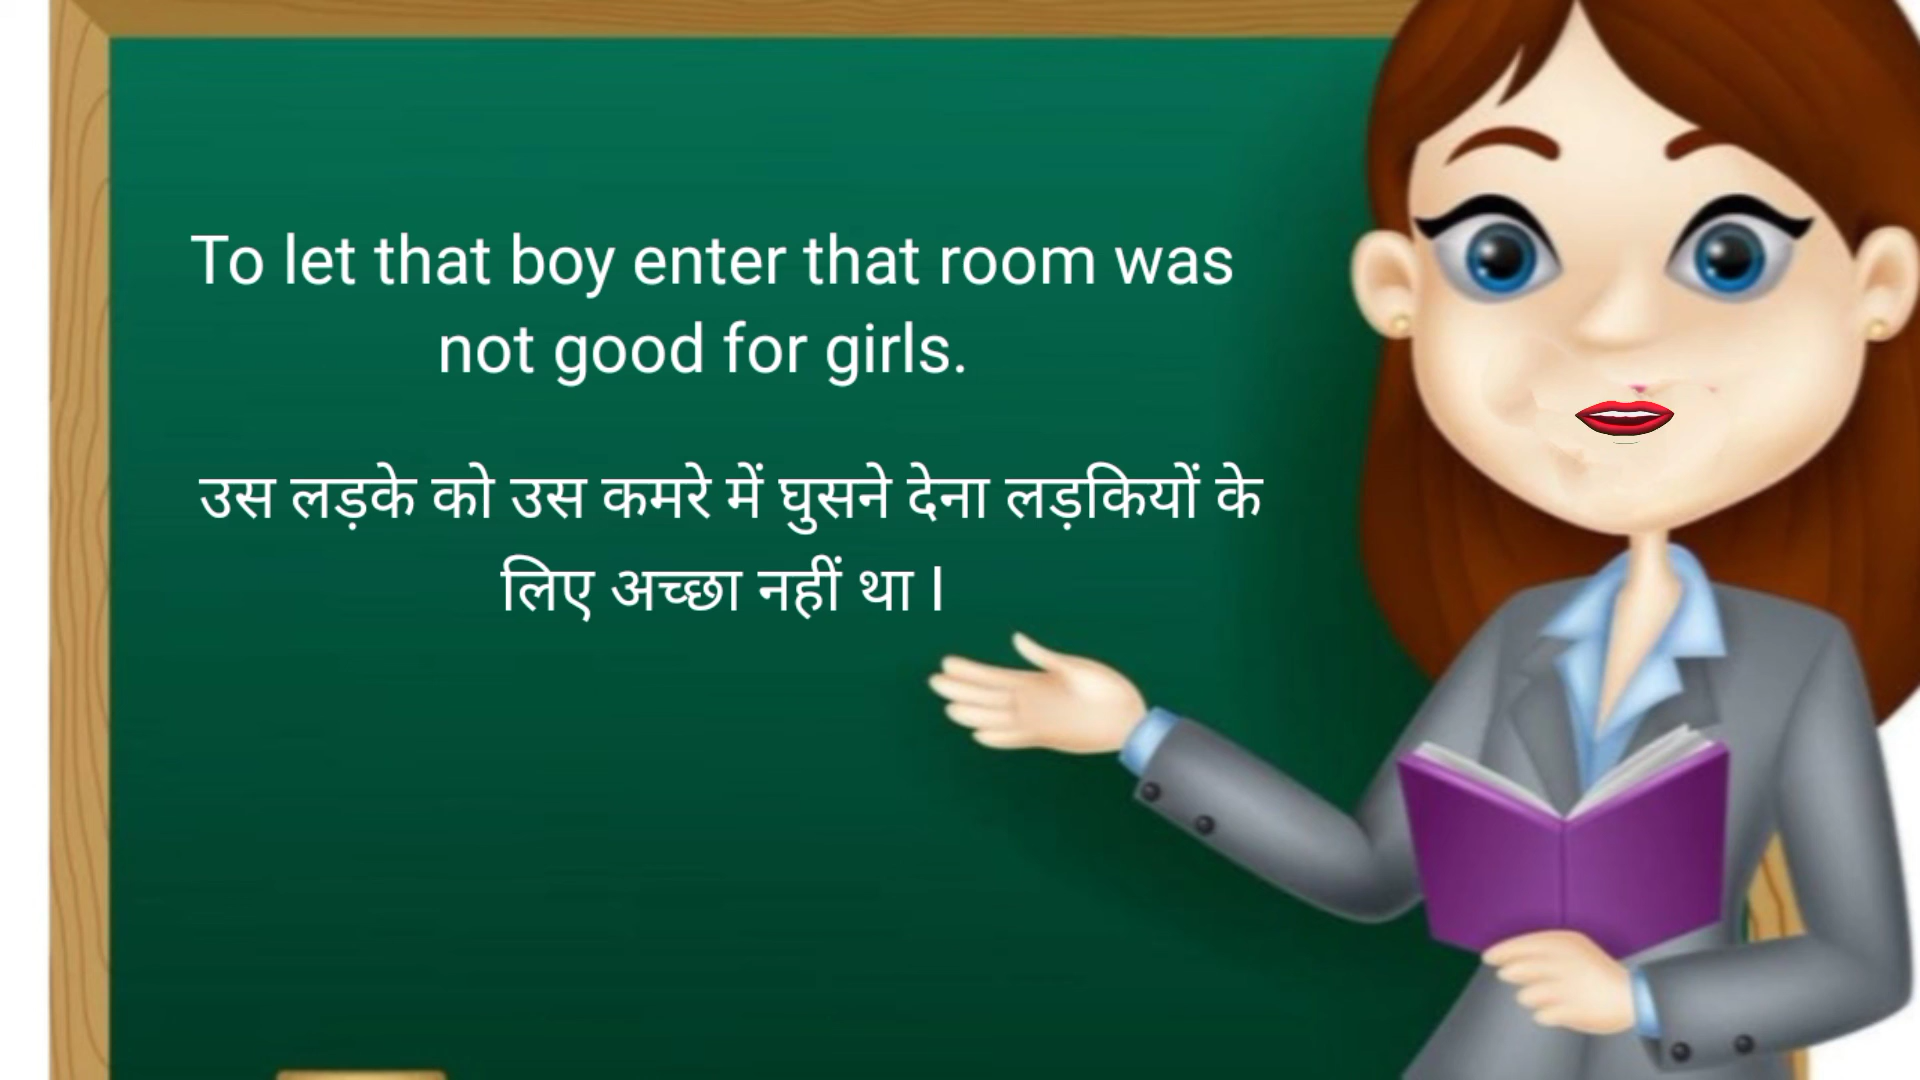 To let that boy enter that room was
not good for girls.
उस लड़के को उस कमरे में घुसने देना लड़कियों के
लिए अच्छा नहीं था l